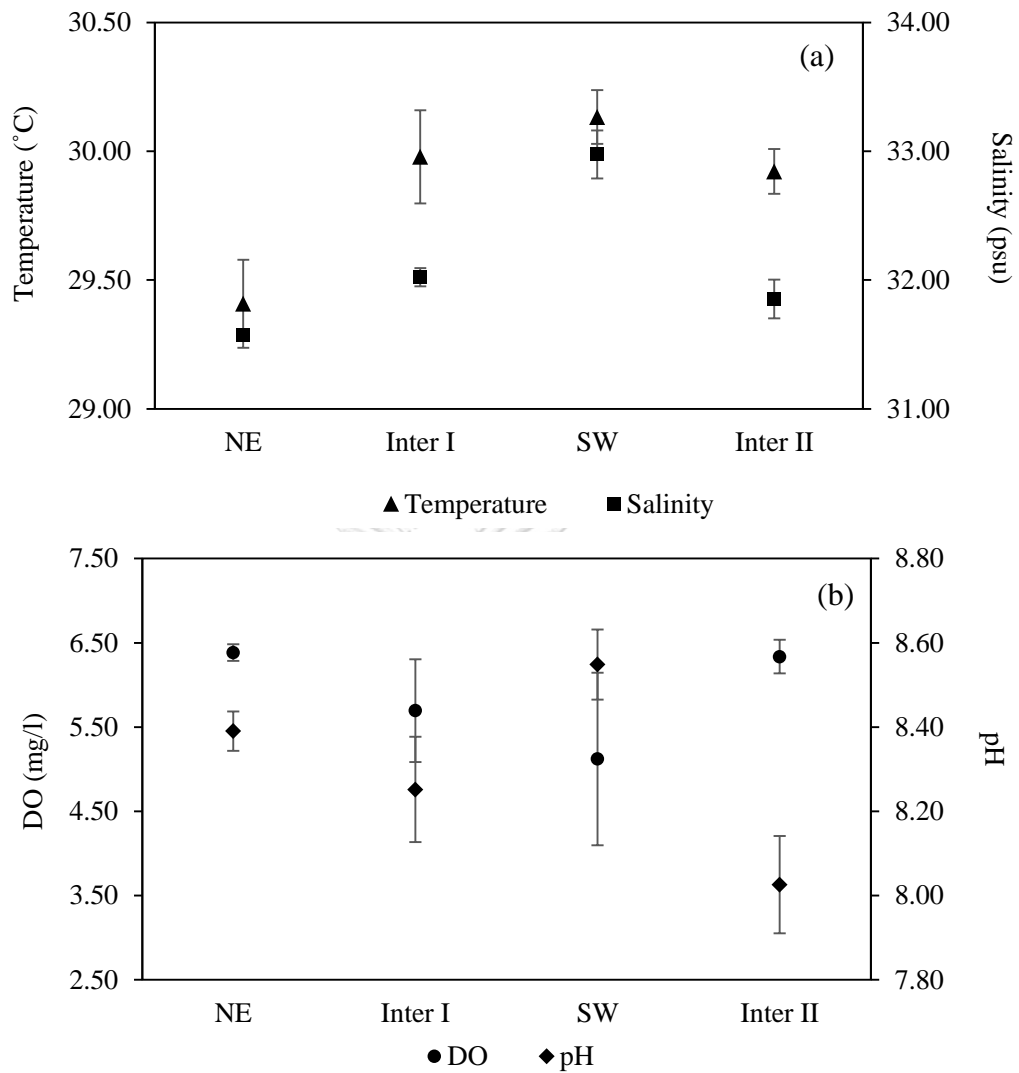 30.50
30.00
29.50
29.00
Temperature (˚C)
(a)
34.00
33.00
32.00
31.00
Salinity (psu)
NE Inter I SW Inter II
Temperature Salinity
7.50
6.50
5.50
4.50
3.50
2.50
DO (mg/l)
(b)
8.80
8.60
8.40
8.20
8.00
7.80
pH
NE Inter I SW Inter II
DO pH